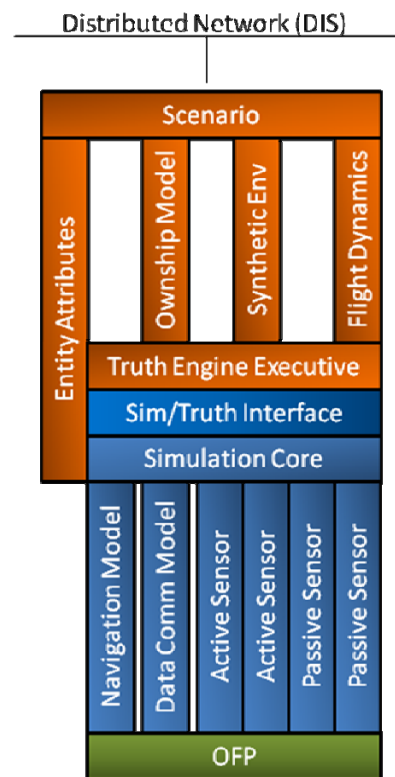 Distributed Network (DIS)
Scenario
Entity Attributes
Ownship Model
Synthetic Env
Flight Dynamics
Truth Engine Executive
Sim/Truth Interface
Simulation Core
Navigation Model
Data Comm Model
Active Sensor
Active Sensor
Passive Sensor
Passive Sensor
OFP